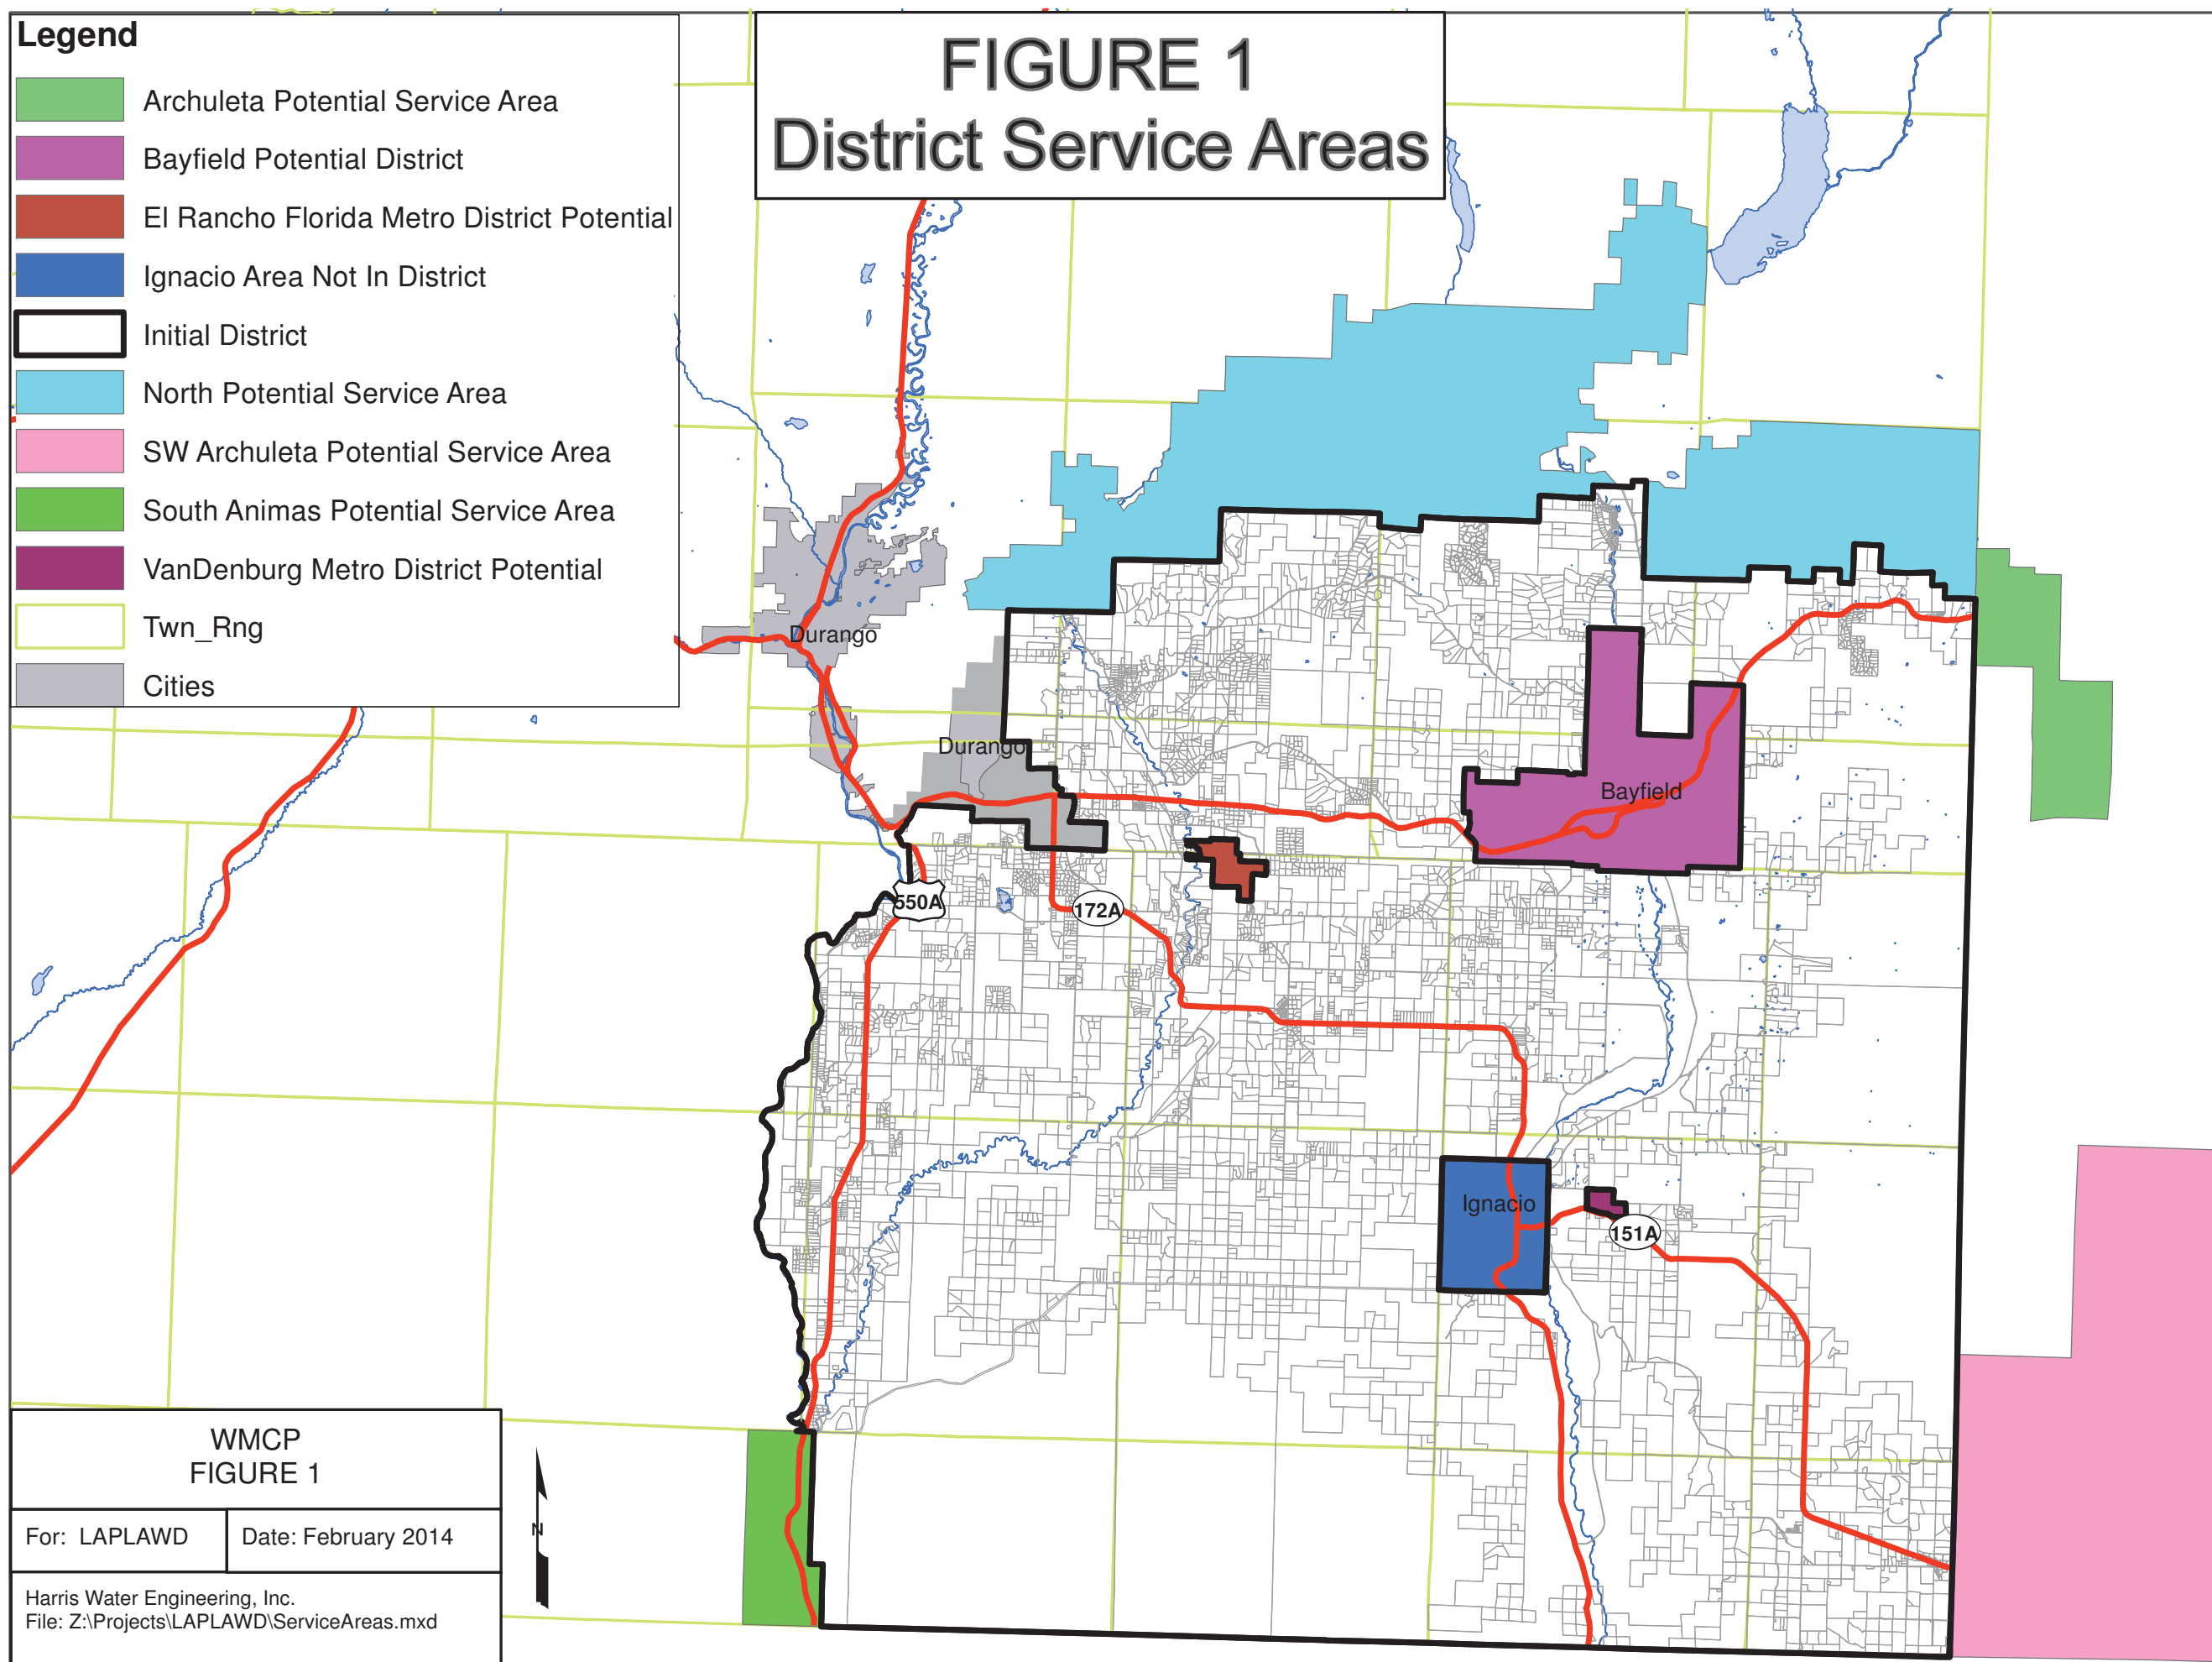 FIGURE 1
District Service Areas
Legend
Archuleta Potential Service Area
Bayfield Potential District
El Rancho Florida Metro District Potential
Ignacio Area Not In District
Initial District
North Potential Service Area
SW Archuleta Potential Service Area
South Animas Potential Service Area
VanDenburg Metro District Potential
Twn_Rng
Cities
Durango
Durango
Bayfield
550A
172A
Ignacio
151A
WMCP
FIGURE 1
For: LAPLAWD
Date: February 2014
Harris Water Engineering, Inc.
File: Z:\Projects\LAPLAWD\ServiceAreas.mxd
N